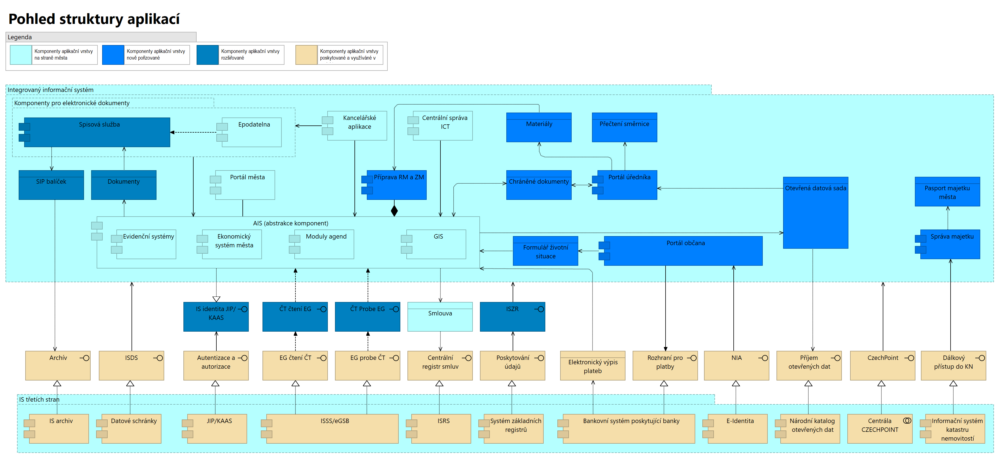 Pohled struktury aplikací
Legenda
Komponenty aplikační vrstvy
na straně města
Komponenty aplikační vrstvy
nově pořizované
Komponenty aplikační vrstvy
rozšiřované
Komponenty aplikační vrstvy
poskytované a využíváné v
Integrovaný informační systém
Komponenty pro elektronické dokumenty
Spisová služba
Epodatelna
Kancelářské
aplikace
Centrální správa
ICT
Materiály
Přečtení směrnice
SIP balíček
Dokumenty
Portál města
Příprava RM a ZM
Chráněné dokumenty
Portál úředníka
Otevřená datová sada
Pasport majetku
města
AIS (abstrakce komponent)
Evidenční systémy
Ekonomický
systém města
Moduly agend
GIS
Formulář životní
situace
Portál občana
Správa majetku
IS identita JIP/
KAAS
ČT čtení EG
ČT Probe EG
Smlouva
ISZR
Archív
ISDS
Autentizace a
autorizace
EG čtení ČT
EG probe ČT
Centrální
registr smluv
Poskytování
údajů
Elektronický výpis
plateb
Rozhraní pro
platby
NIA
Příjem
otevřených dat
CzechPoint
Dálkový
přístup do KN
IS třetích stran
IS archiv
Datové schránky
JIP/KAAS
ISSS/eGSB
ISRS
Systém základních
registrů
Bankovní systém poskytující banky
E-Identita
Národní katalog
otevřených dat
Centrála
CZECHPOINT
Informační systém
katastru
nemovitostí